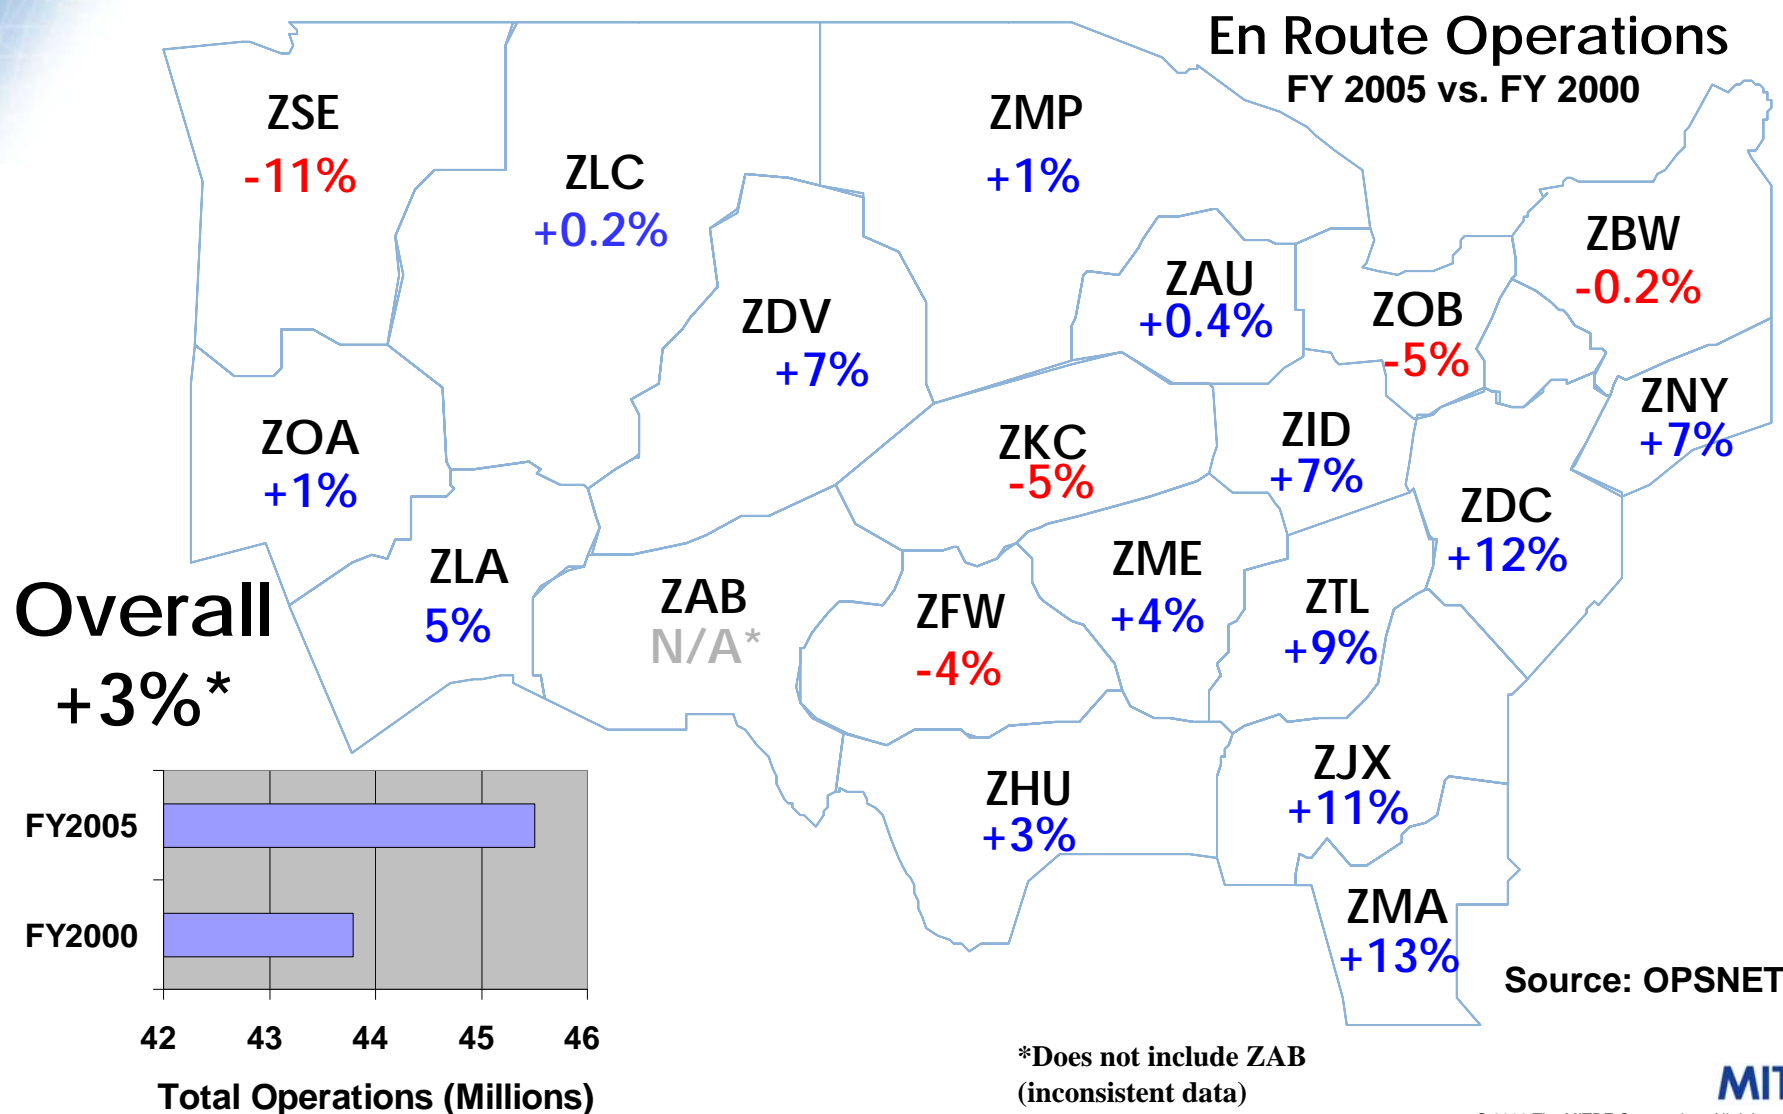 En Route Operations
FY 2005 vs. FY 2000
ZSE
-11%
ZLC
+0.2%
ZMP
+1%
ZBW
-0.2%
ZAU
+0.4%
ZOB
-5%
ZDV
+7%
ZNY
+7%
ZOA
+1%
ZKC
-5%
ZID
+7%
ZDC
+12%
ZLA
5%
ZAB
N/A*
ZFW
-4%
ZME
+4%
ZTL
+9%
Overall
+3%*
ZHU
+3%
ZJX
+11%
ZMA
+13%
FY2005
FY2000
42 43 44 45 46
Total Operations (Millions)
Source: OPSNET
*Does not include ZAB
(inconsistent data)